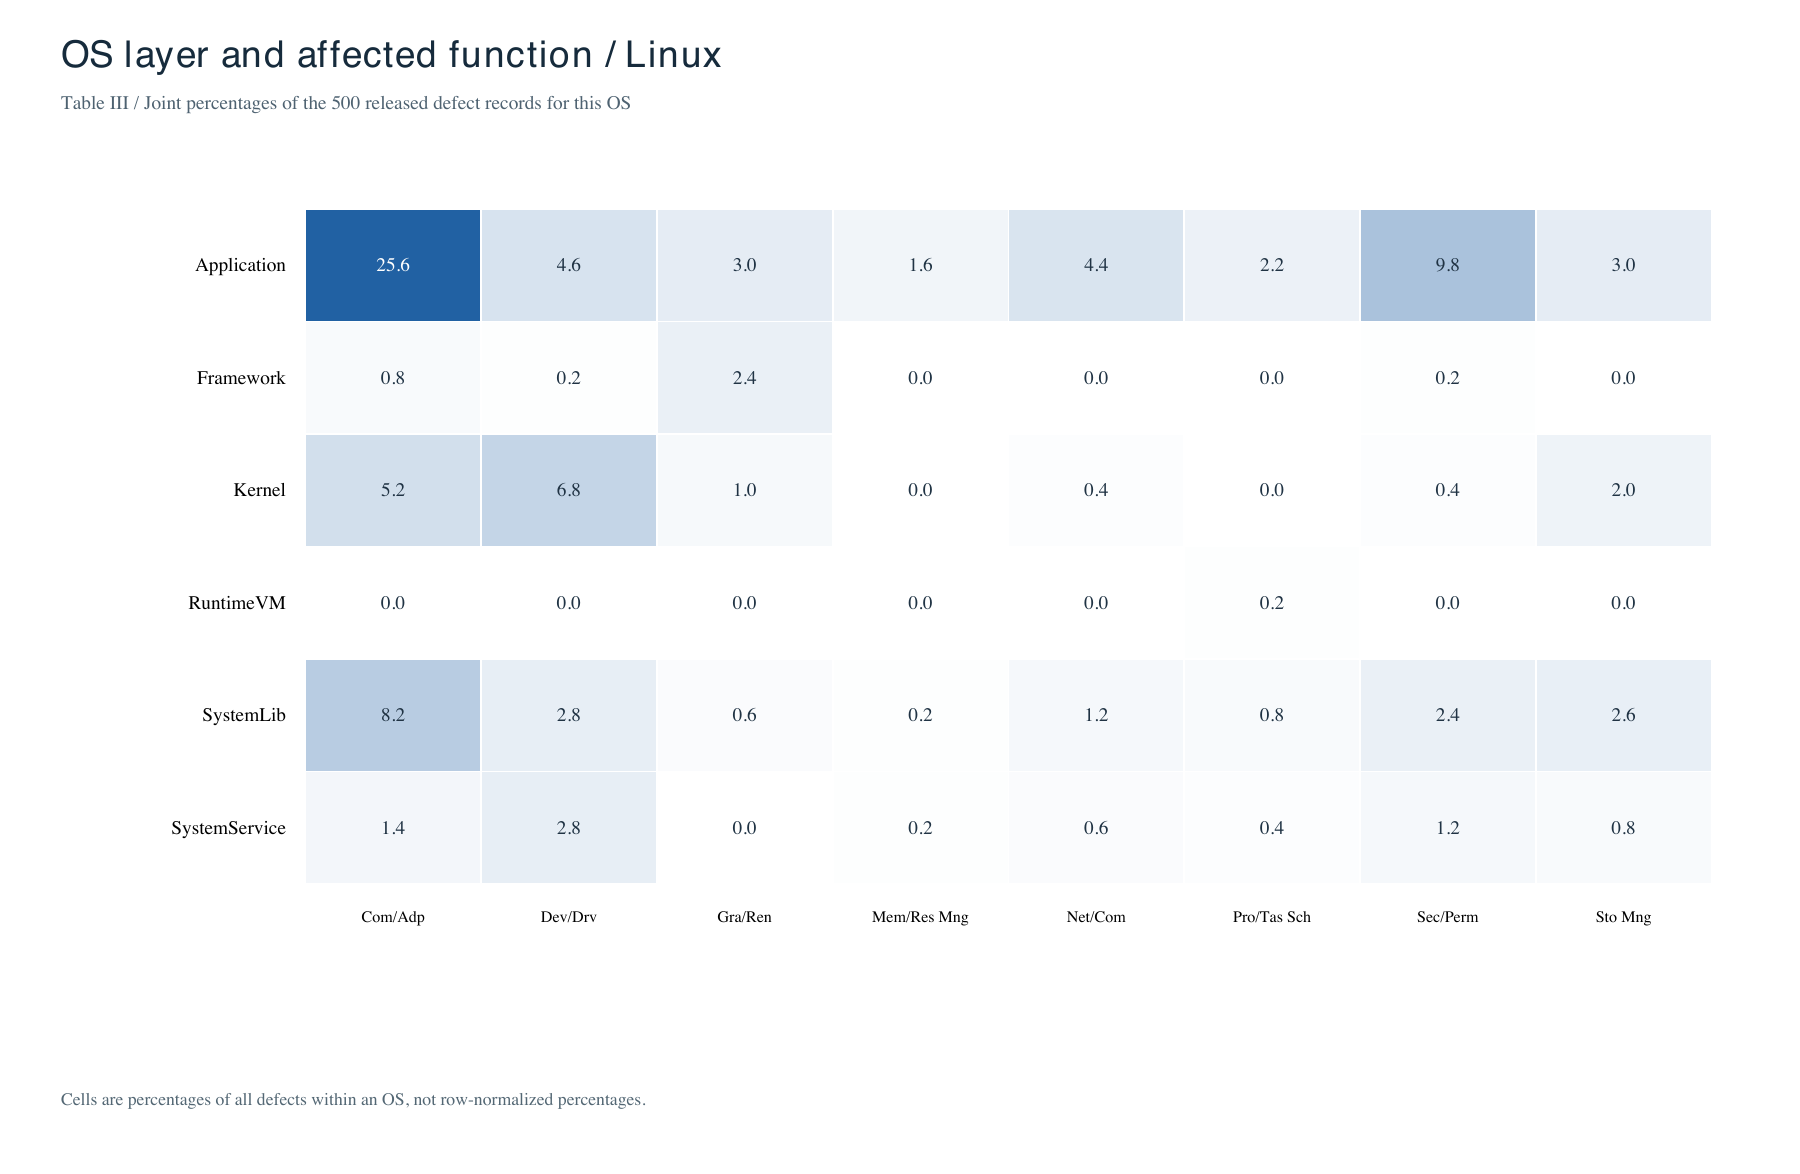 OS layer and affected function / Linux
Table III / Joint percentages of the 500 released defect records for this OS
Application 25.6 4.6 3.0 1.6 4.4 2.2 9.8 3.0
Framework 0.8 0.2 2.4 0.0 0.0 0.0 0.2 0.0
Kernel 5.2 6.8 1.0 0.0 0.4 0.0 0.4 2.0
RuntimeVM 0.0 0.0 0.0 0.0 0.0 0.2 0.0 0.0
SystemLib 8.2 2.8 0.6 0.2 1.2 0.8 2.4 2.6
SystemService 1.4 2.8 0.0 0.2 0.6 0.4 1.2 0.8
Com/Adp Dev/Drv Gra/Ren Mem/Res Mng Net/Com Pro/Tas Sch Sec/Perm Sto Mng
Cells are percentages of all defects within an OS, not row-normalized percentages.